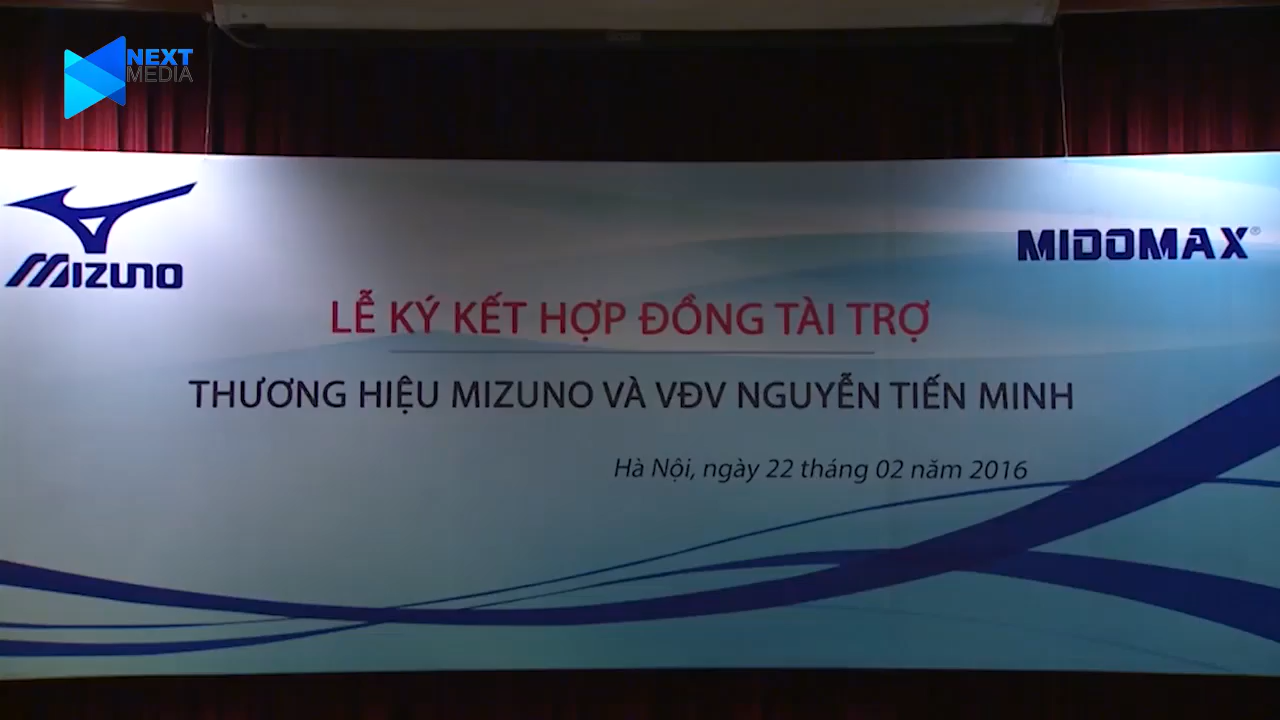 NEXT
MEDIA
MIZUNO
MIDOMAX®
LỄ KÝ KẾT HỢP ĐỒNG TÀI TRỢ
THƯƠNG HIỆU MIZUNO VÀ VĐV NGUYỄN TIẾN MINH
Hà Nội, ngày 22 tháng 02 năm 2016